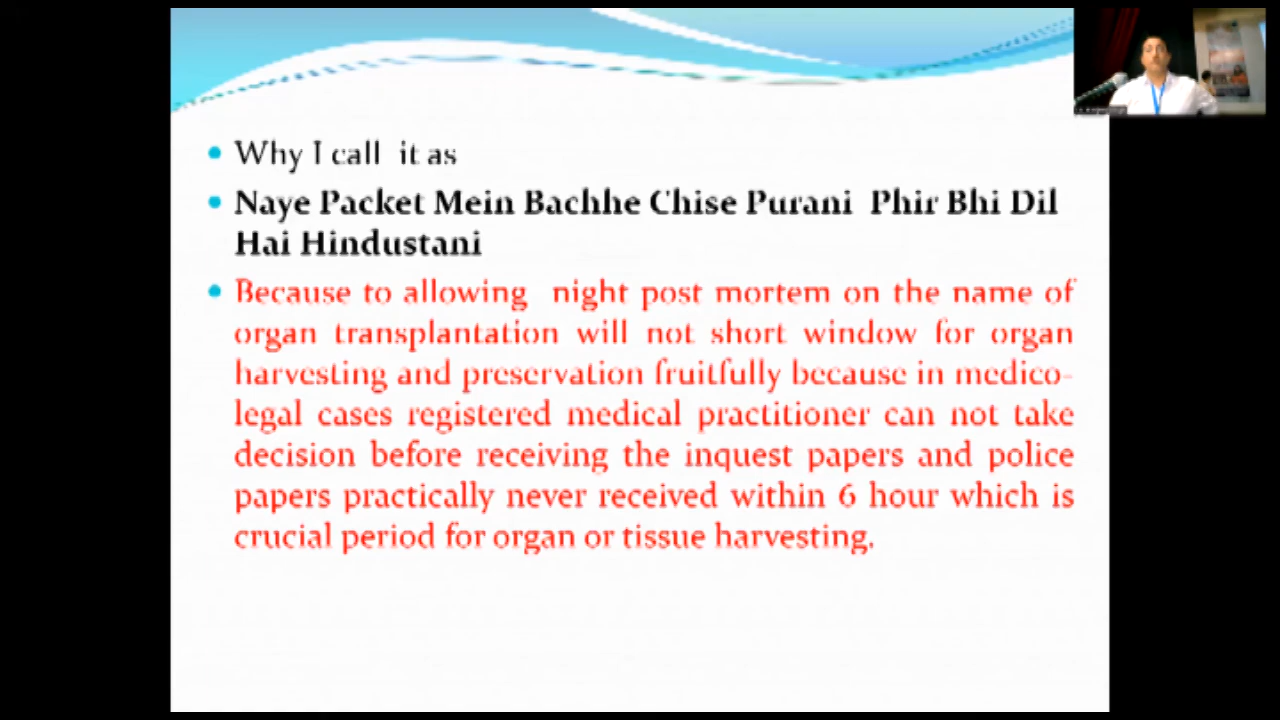 Why I call it as
Naye Packet Mein Bachhe Chise Purani Phir Bhi Dil
Hai Hindustani
Because to allowing night post mortem on the name of
organ transplantation will not short window for organ
harvesting and preservation fruitfully because in medico-
legal cases registered medical practitioner can not take
decision before receiving the inquest papers and police
papers practically never received within 6 hour which is
crucial period for organ or tissue harvesting.